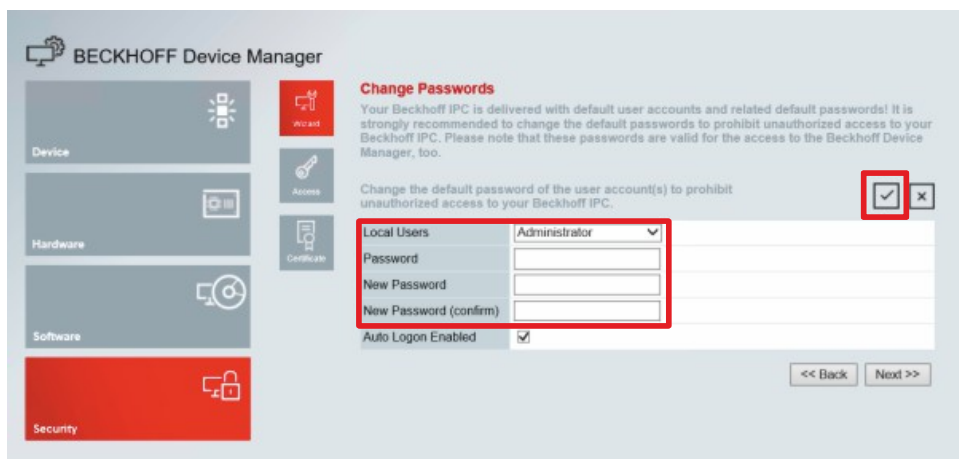 BECKHOFF Device Manager
Device
Hardware
Software
Security
Wizard
Access
Certificate
Change Passwords
Your Beckhoff IPC is delivered with default user accounts and related! default passwords! It is
strongly recommended to change the default passwords to prohibit unauthorized access to your
Beckhoff IPC. Please note that these passwords are valid for the access to the Beckhoff Device
Manager, too.
Change the default password of the user account(s) to prohibit
unauthorized access to your Beckhoff IPC.
Local Users Administrator
Password
New Password
New Password (confirm)
Auto Logon Enabled
<< Back Next >>